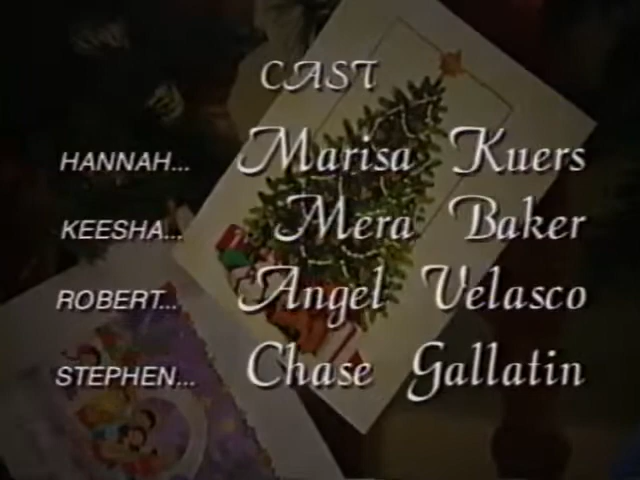 CAST
HANNAH... Marisa Kuers
KEESHA... Mera Baker
ROBERT... Angel Velasco
STEPHEN... Chase Gallatin